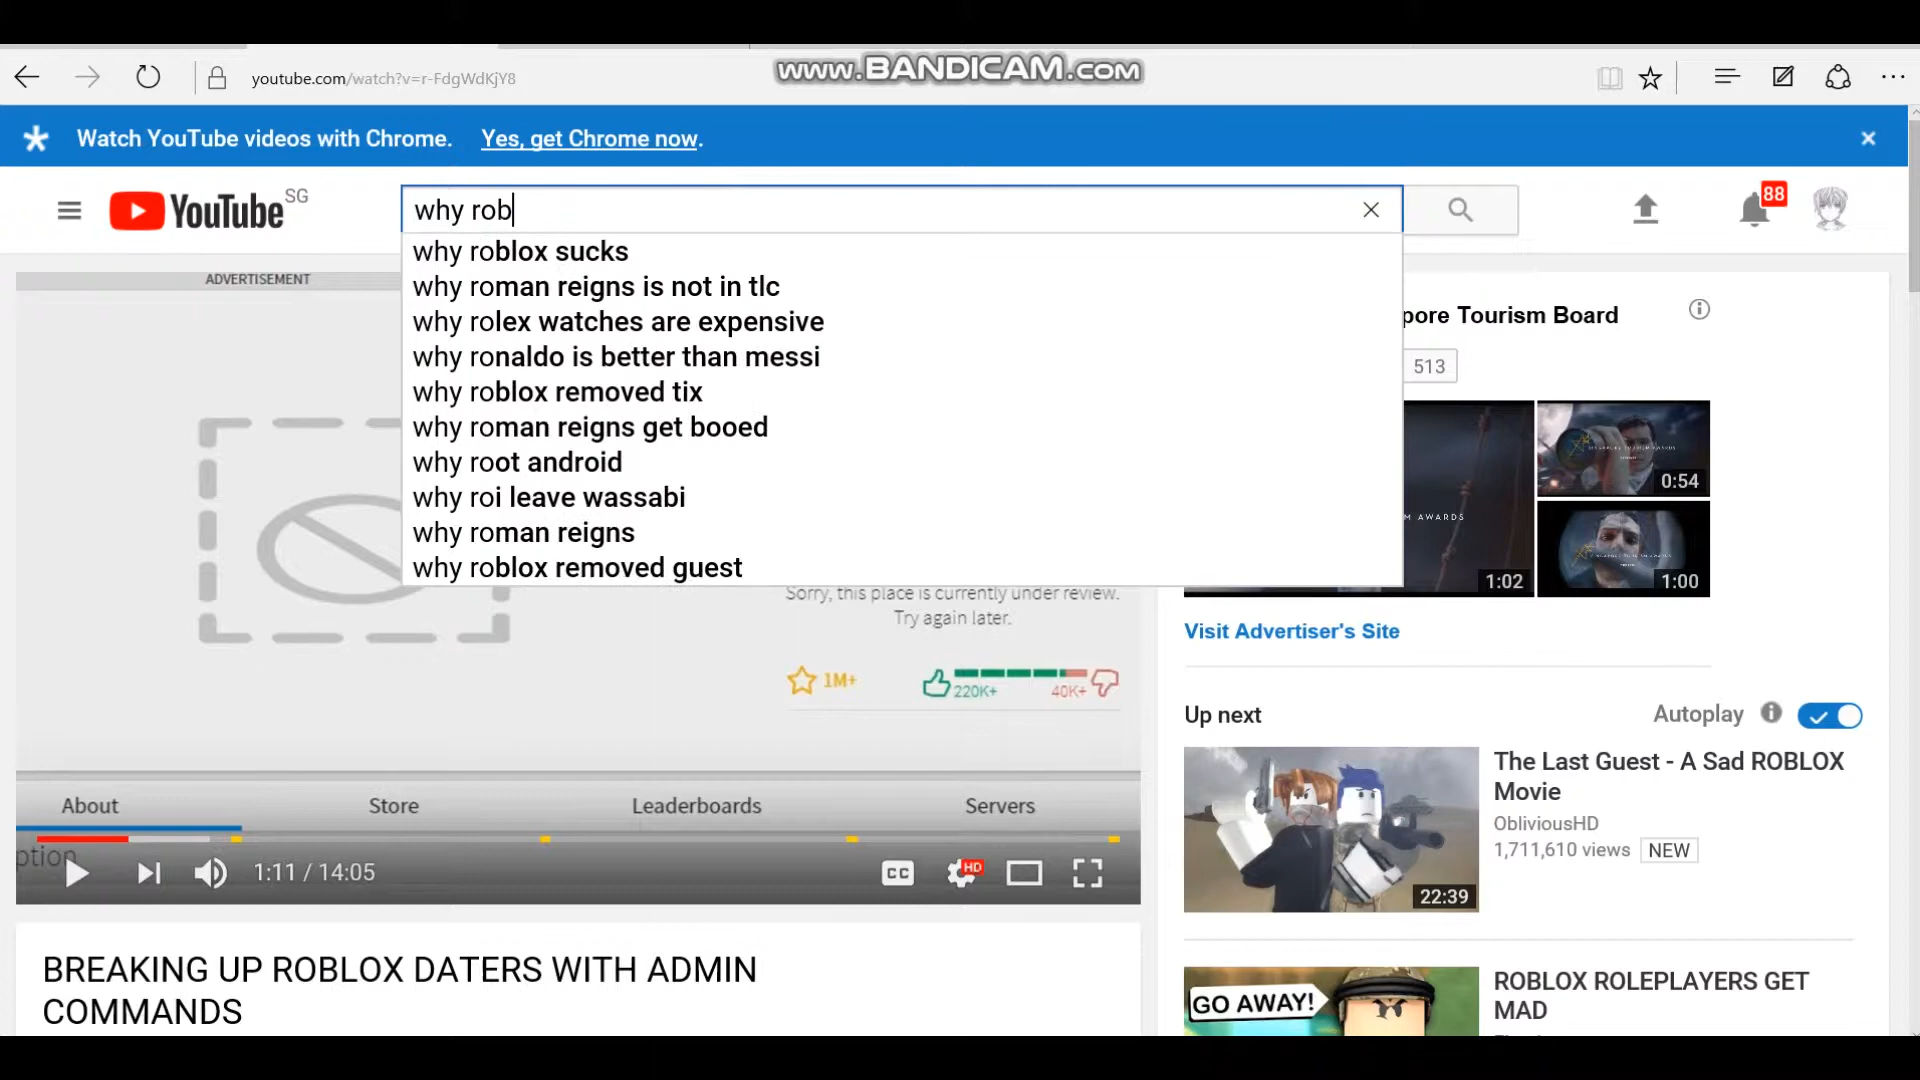 www.BANDICAM.com
youtube.com/watch?v=r-FdgWdKjY8
Watch YouTube videos with Chrome. Yes, get Chrome now.
YouTube SG
why rob
88
why roblox sucks
why roman reigns is not in tlc
why rolex watches are expensive
why ronaldo is better than messi
why roblox removed tix
why roman reigns get booed
why root android
why roi leave wassabi
why roman reigns
why roblox removed guest
ADVERTISEMENT
pore Tourism Board
513
0:54
M AWARDS
1:02
1:00
Sorry, this place is currently under review.
Try again later.
1M+
220K+
40K+
Visit Advertiser's Site
Up next
Autoplay
About
Store
Leaderboards
Servers
ption
1:11 / 14:05
CC
HD
The Last Guest - A Sad ROBLOX
Movie
ObliviousHD
1,711,610 views NEW
22:39
BREAKING UP ROBLOX DATERS WITH ADMIN
COMMANDS
GO AWAY!
ROBLOX ROLEPLAYERS GET
MAD